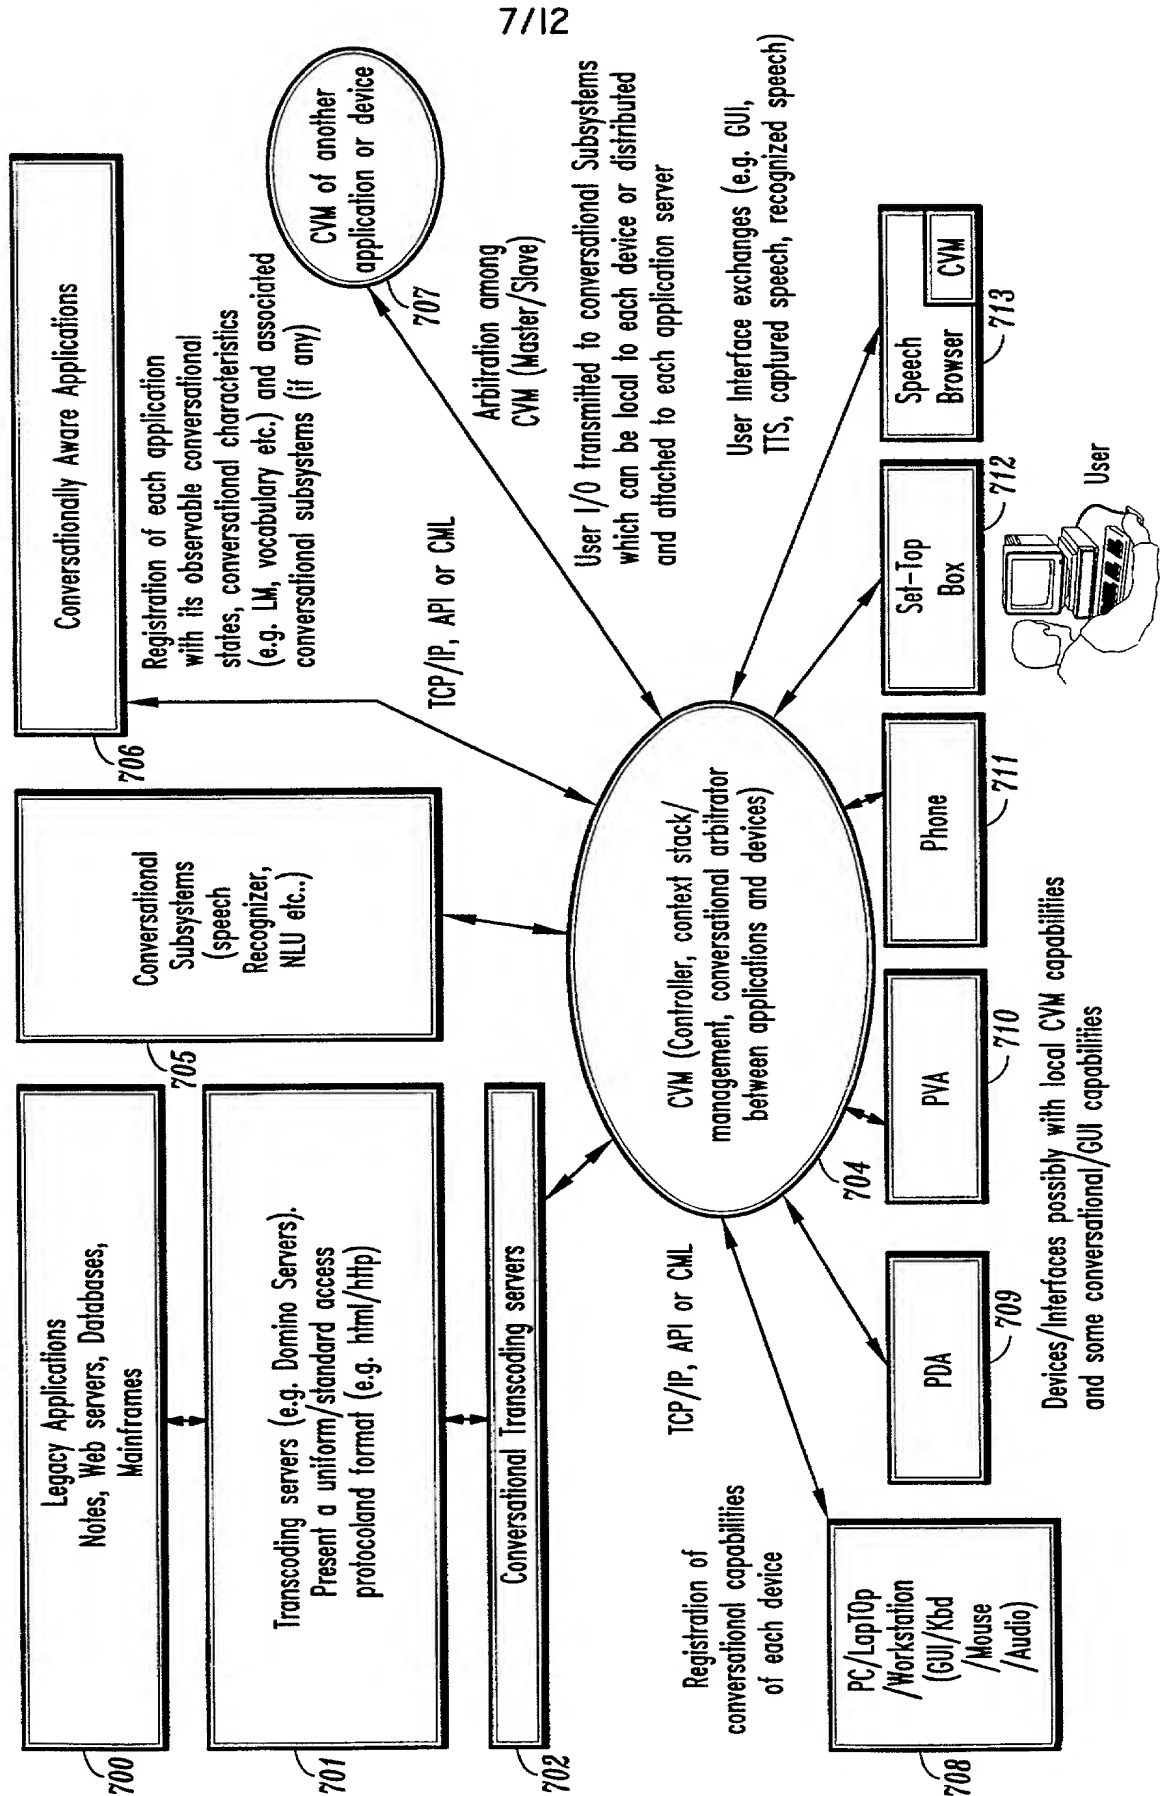 7/12
Legacy Applications
Notes, Web servers, Databases,
Mainframes
700
Transcoding servers (e.g. Domino Servers).
Present a uniform/standard access
protocoland format (e.g. html/http)
701
Conversational Transcoding servers
702
Conversational
Subsystems
(speech
Recognizer,
NLU etc..)
705
Conversationally Aware Applications
706
Registration of each application
with its observable conversational
states, conversational characteristics
(e.g. LM, vocabulary etc.) and associated
conversational subsystems (if any)
TCP/IP, API or CML
CVM of another
application or device
707
Arbitration among
CVM (Master/Slave)
User I/O transmitted to conversational Subsystems
which can be local to each device or distributed
and attached to each application server
User Interface exchanges (e.g. GUI,
TTS, captured speech, recognized speech)
CVM (Controller, context stack/
management, conversational arbitrator
between applications and devices)
704
TCP/IP, API or CML
Registration of
conversational capabilities
of each device
PC/LapTOp
/Workstation
(GUI/Kbd
/Mouse
/Audio)
708
PDA
709
PVA
710
Phone
711
Set-Top
Box
712
Speech
Browser
CVM
713
User
Devices/Interfaces possibly with local CVM capabilities
and some conversational/GUI capabilities